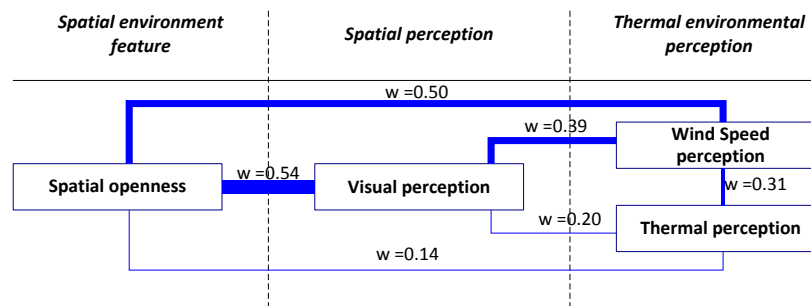 Spatial environment
feature
Spatial perception
Thermal environmental
perception
w =0.50
w =0.39
Wind Speed
perception
Spatial openness
w =0.54
Visual perception
w =0.31
w =0.20
Thermal perception
w =0.14